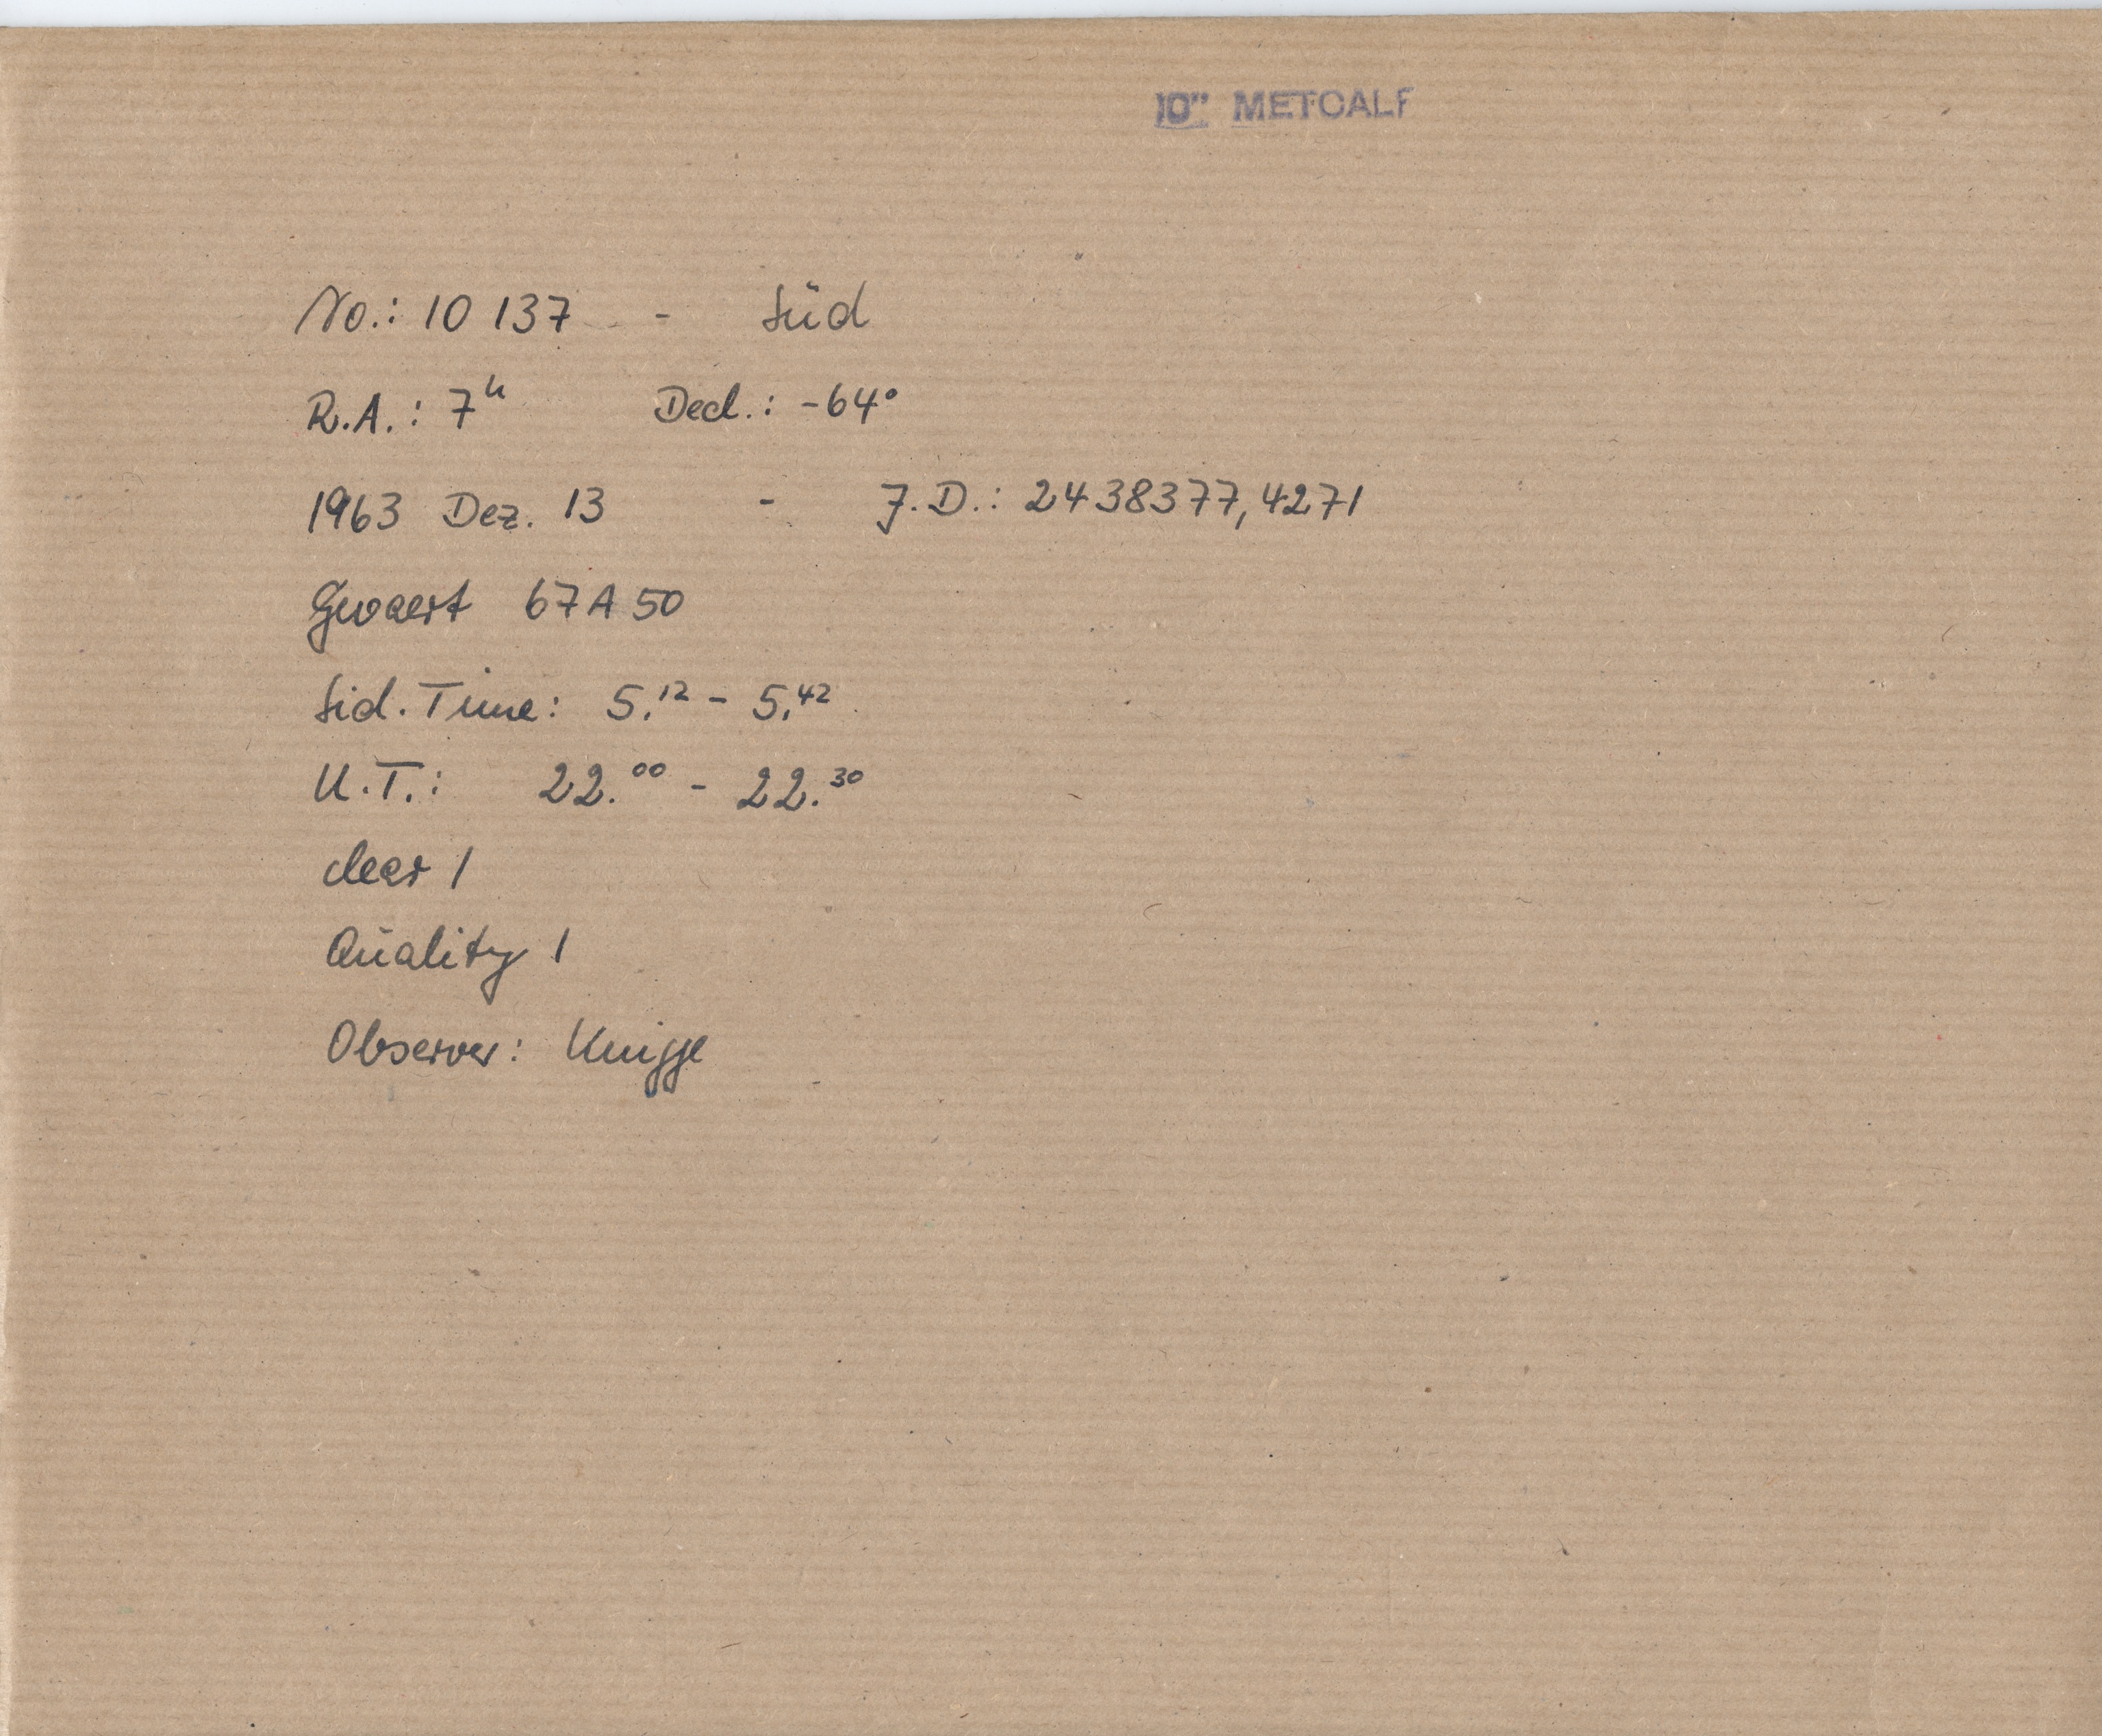 10" METCALF
No.: 10 137 - Süd
R.A.: 7ʰ Decl.: -64°
1963 Dez. 13 - J.D.: 2438377,4271
Gevaert 67A50
Sid. Time: 5.¹² - 5.⁴²
U.T.: 22.⁰⁰ - 22.³⁰
clear 1
Quality 1
Observer: Knigge